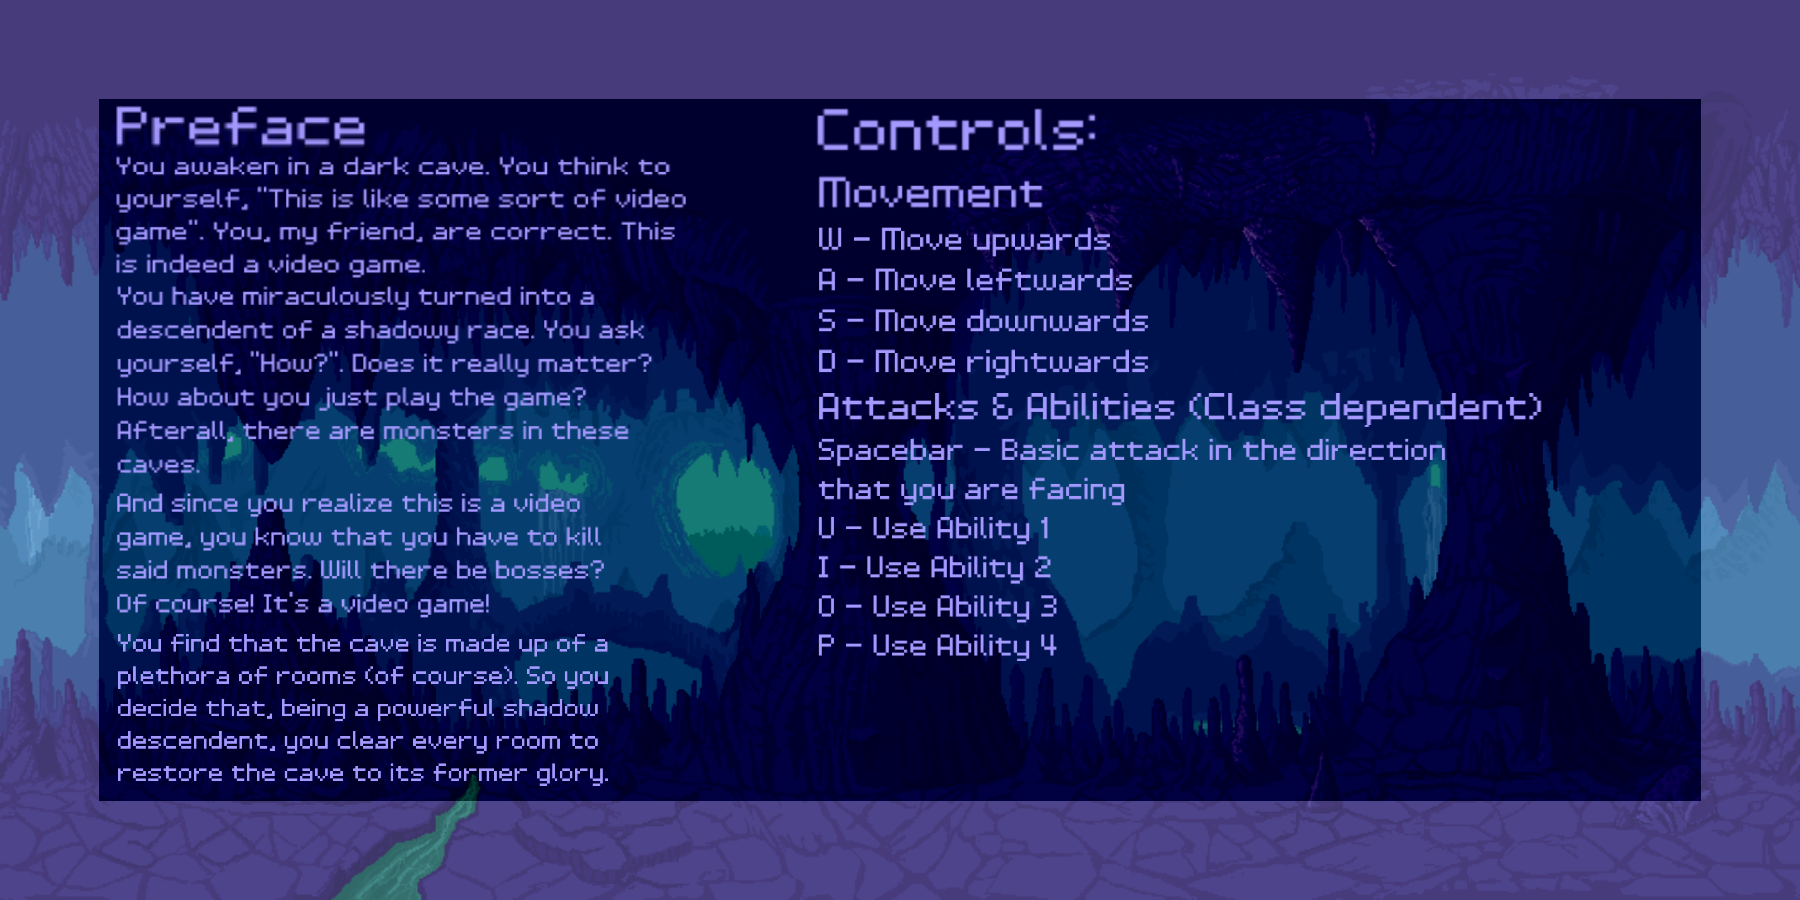 Preface
You awaken in a dark cave. You think to
yourself, "This is like some sort of video
game". You, my friend, are correct. This
is indeed a video game.
You have miraculously turned into a
descendent of a shadowy race. You ask
yourself, "How?". Does it really matter?
How about you just play the game?
Afterall, there are monsters in these
caves.
And since you realize this is a video
game, you know that you have to kill
said monsters. Will there be bosses?
Of course! It's a video game!
You find that the cave is made up of a
plethora of rooms (of course). So you
decide that, being a powerful shadow
descendent, you clear every room to
restore the cave to its former glory.
Controls:
Movement
W - Move upwards
A - Move leftwards
S - Move downwards
D - Move rightwards
Attacks & Abilities (Class dependent)
Spacebar - Basic attack in the direction
that you are facing
U - Use Ability 1
I - Use Ability 2
O - Use Ability 3
P - Use Ability 4